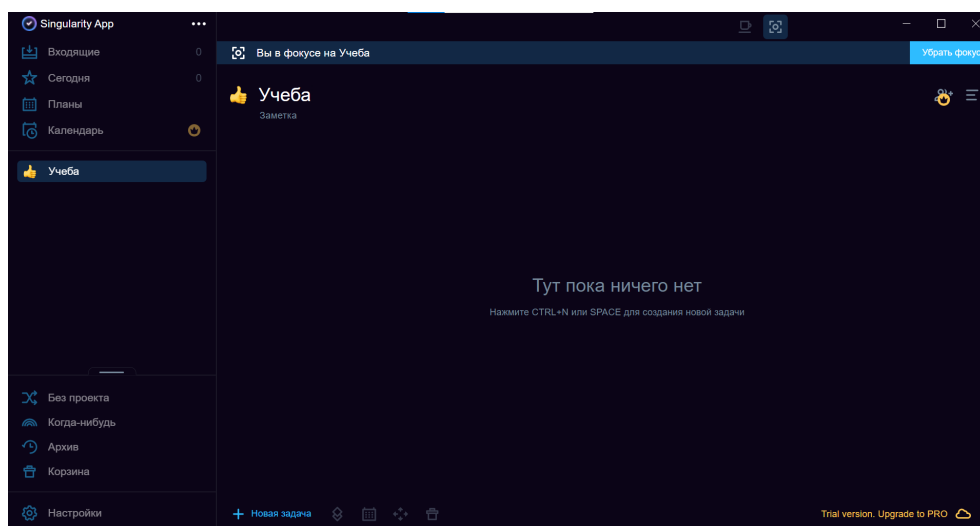 Singularity App
Входящие 0
Сегодня 0
Планы
Календарь
Учеба
Без проекта
Когда-нибудь
Архив
Корзина
Настройки
Вы в фокусе на Учеба
Убрать фокус
Учеба
Заметка
Тут пока ничего нет
Нажмите CTRL+N или SPACE для создания новой задачи
Новая задача
Trial version. Upgrade to PRO